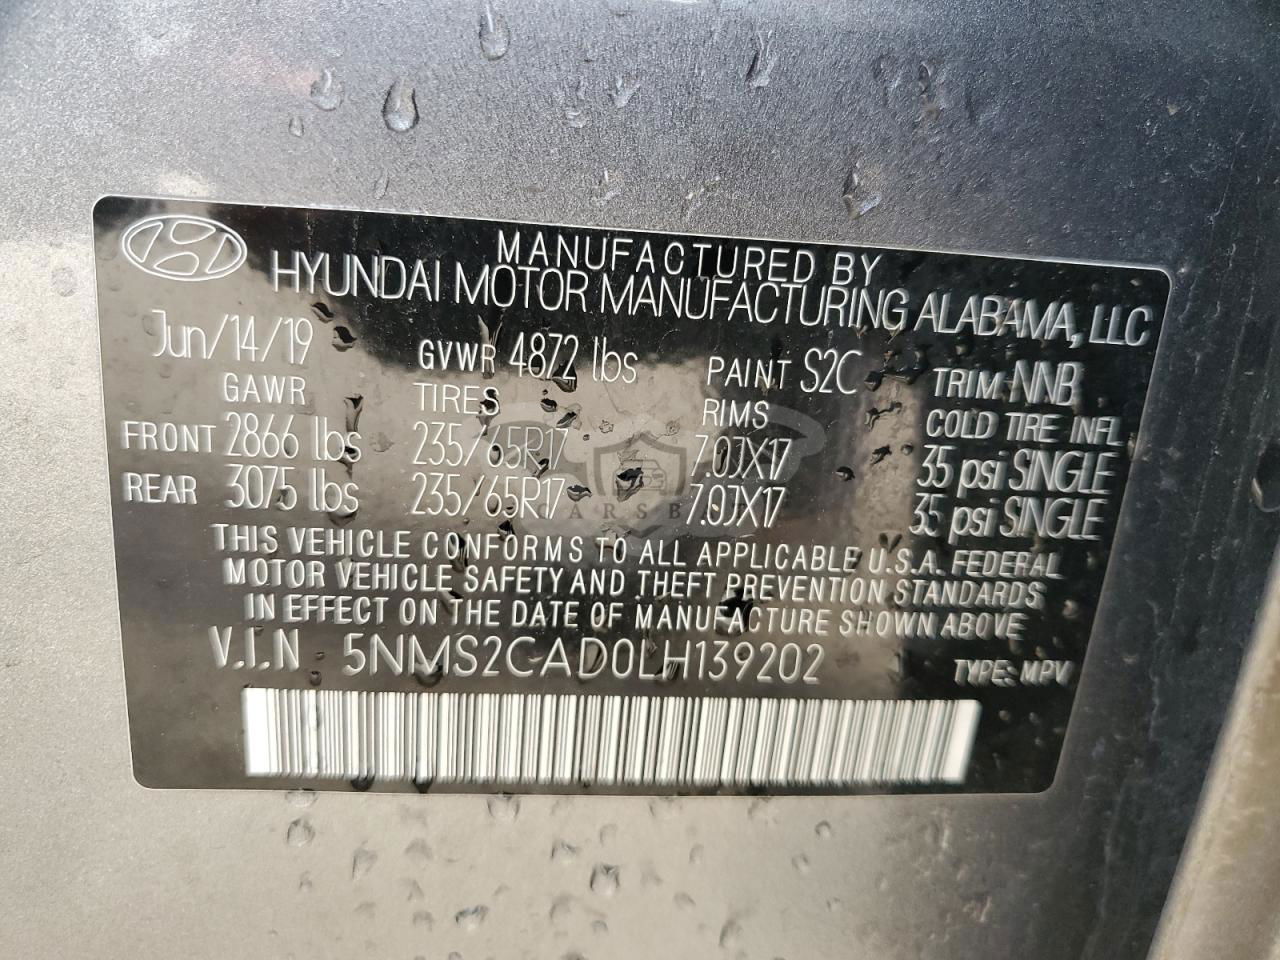 MANUFACTURED BY
HYUNDAI MOTOR MANUFACTURING ALABAMA, LLC
Jun/14/19 GVWR 4872 lbs PAINT S2C TRIM NNB
GAWR TIRES RIMS COLD TIRE INFL
FRONT 2866 lbs 235/65R17 7.0JX17 35 psi SINGLE
REAR 3075 lbs 235/65R17 7.0JX17 35 psi SINGLE
THIS VEHICLE CONFORMS TO ALL APPLICABLE U.S.A. FEDERAL
MOTOR VEHICLE SAFETY AND THEFT PREVENTION STANDARDS
IN EFFECT ON THE DATE OF MANUFACTURE SHOWN ABOVE
V.I.N 5NMS2CAD0LH139202 TYPE: MPV